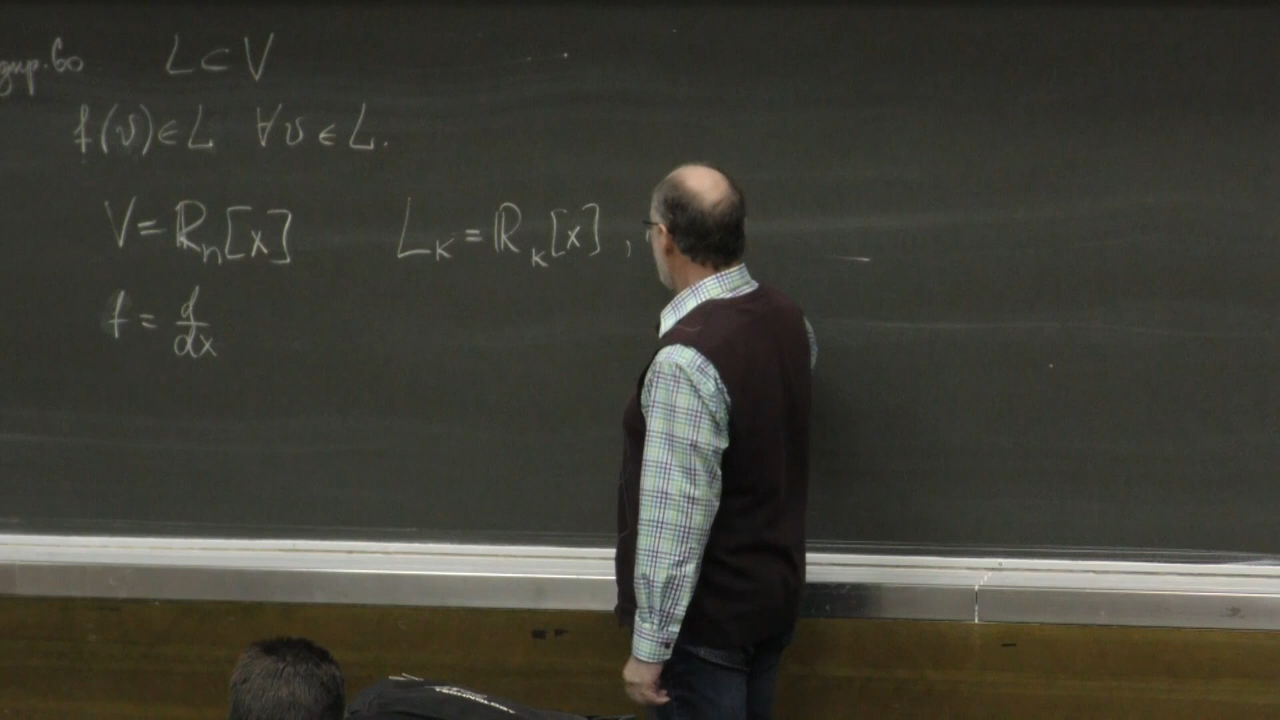 L ⊂ V
f(v) ∈ L ∀v ∈ L.
V = ℝₙ[x] Lₖ = ℝₖ[x] ,
f = d/dx